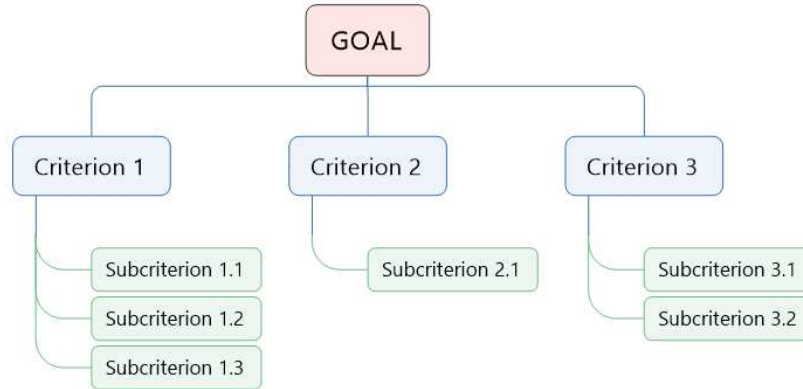 GOAL
Criterion 1
Criterion 2
Criterion 3
Subcriterion 1.1
Subcriterion 1.2
Subcriterion 1.3
Subcriterion 2.1
Subcriterion 3.1
Subcriterion 3.2